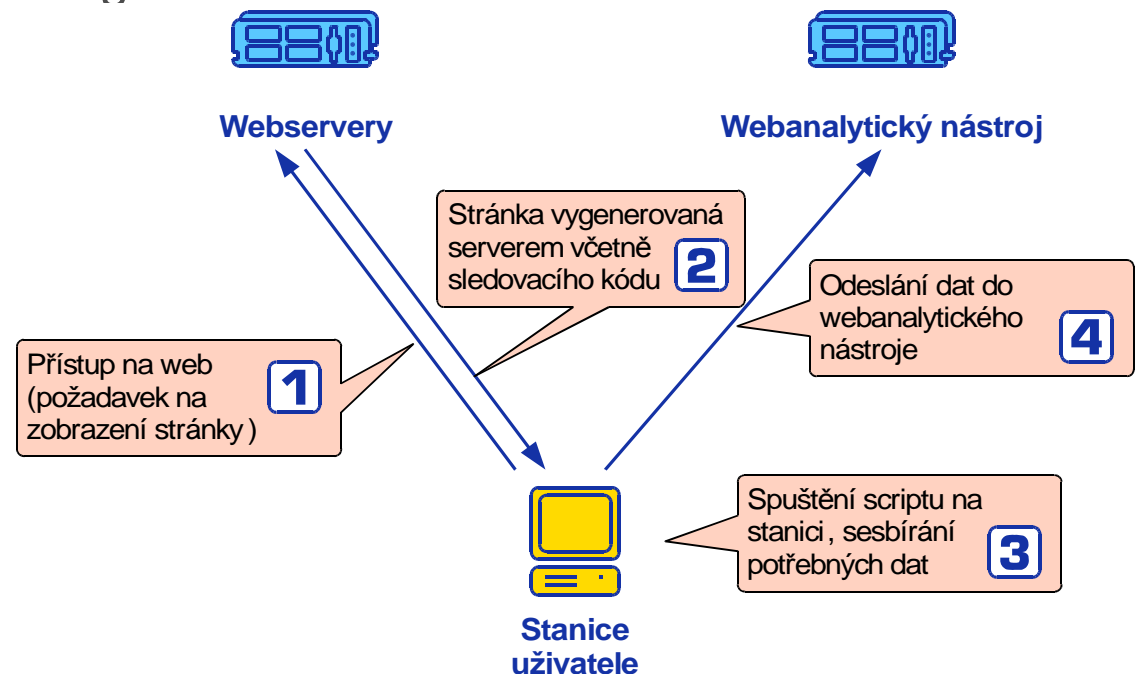 Webservery
Webanalytický nástroj
Stránka vygenerovaná
serverem včetně
sledovacího kódu
2
Odeslání dat do
webanalytického
nástroje
4
Přístup na web
(požadavek na
zobrazení stránky )
1
Spuštění scriptu na
stanici , sesbírání
potřebných dat
3
Stanice
uživatele